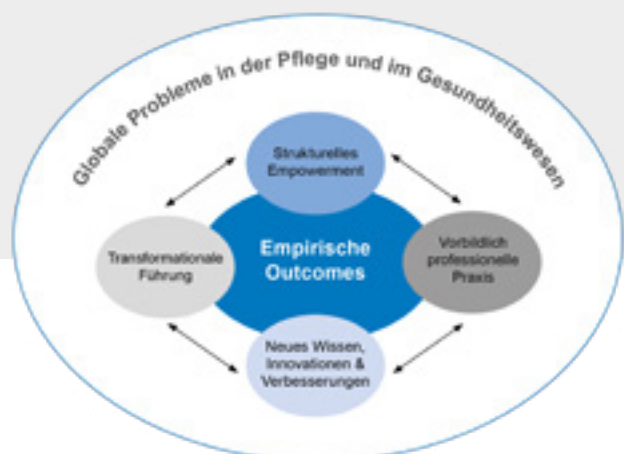 Globale Probleme in der Pflege und im Gesundheitswesen
Strukturelles
Empowerment
Transformationale
Führung
Empirische
Outcomes
Vorbildlich
professionelle
Praxis
Neues Wissen,
Innovationen &
Verbesserungen